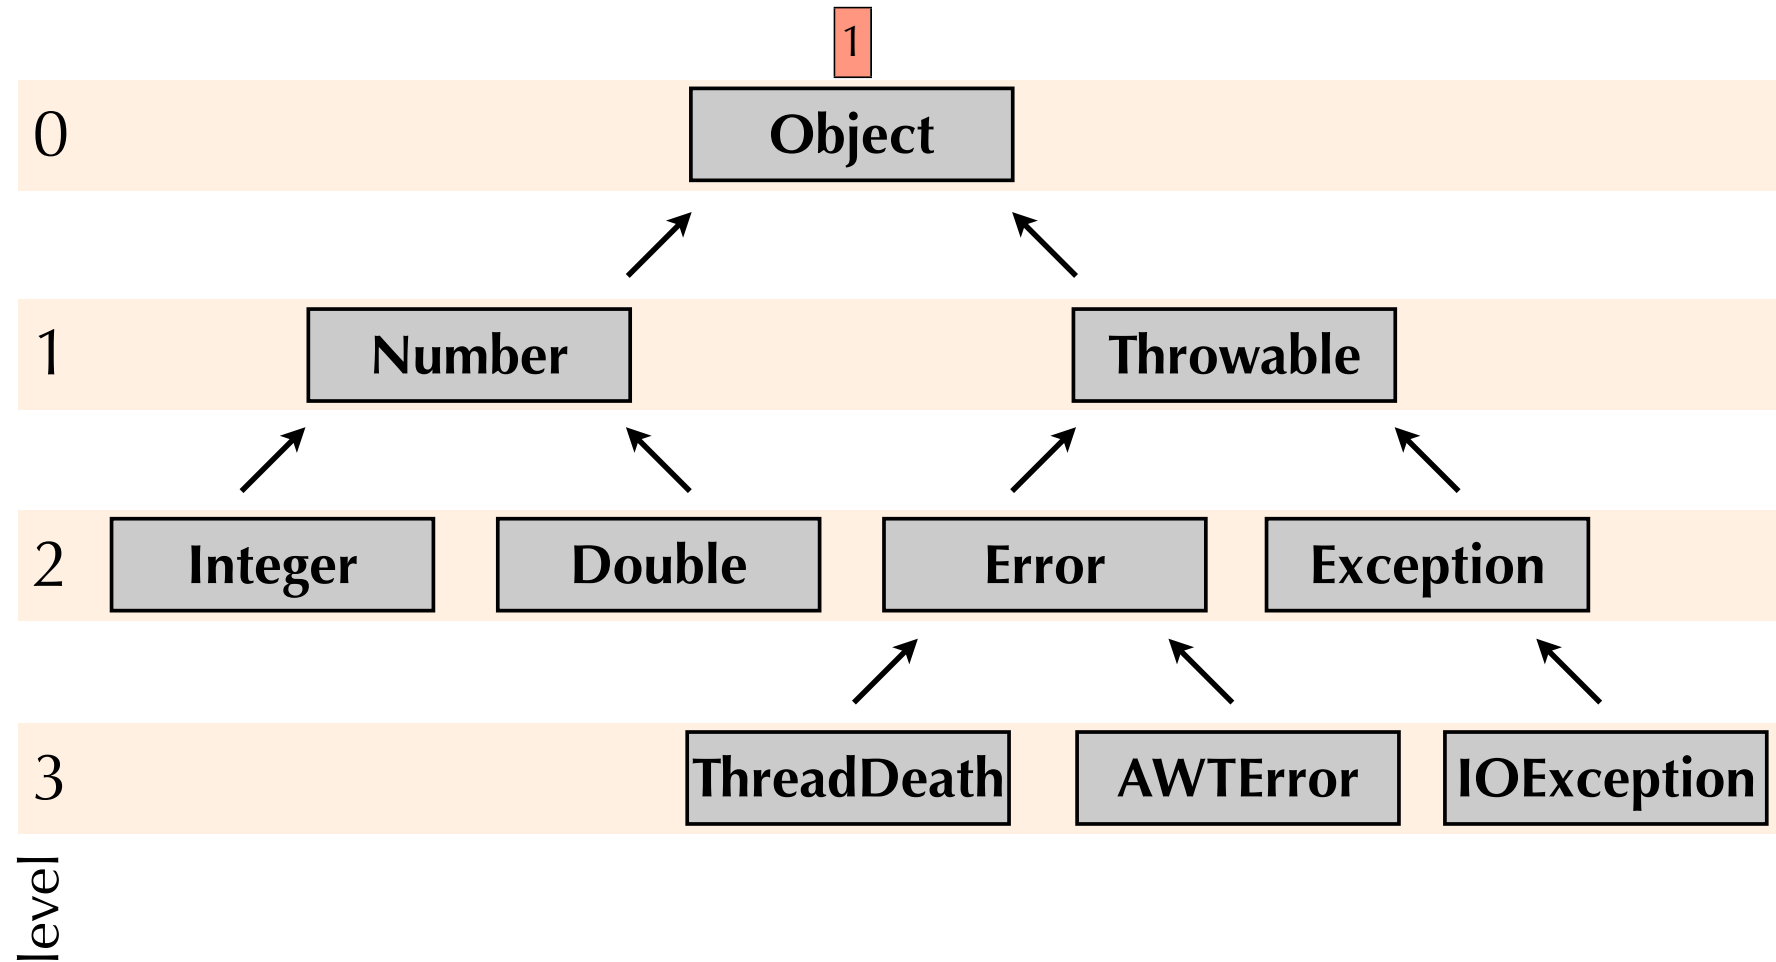 1
0 Object
1 Number Throwable
2 Integer Double Error Exception
3 ThreadDeath AWTError IOException
level